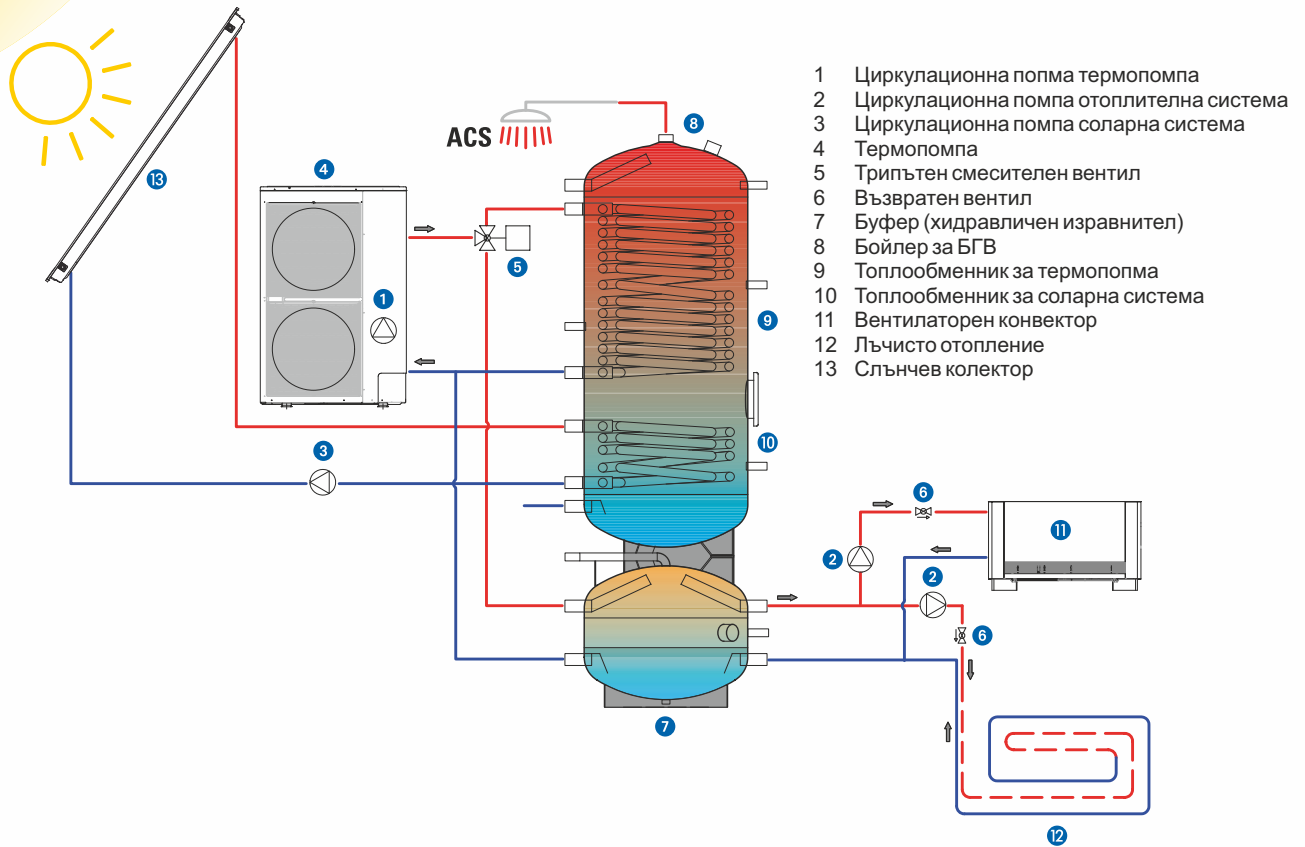 1 Циркулационна попма термопомпа
2 Циркулационна помпа отоплителна система
3 Циркулационна помпа соларна система
4 Термопомпа
5 Трипътен смесителен вентил
6 Възвратен вентил
7 Буфер (хидравличен изравнител)
8 Бойлер за БГВ
9 Топлообменник за термопопма
10 Топлообменник за соларна система
11 Вентилаторен конвектор
12 Лъчисто отопление
13 Слънчев колектор
ACS
8
13
4
5
1
9
10
3
6
11
2
2
6
7
12